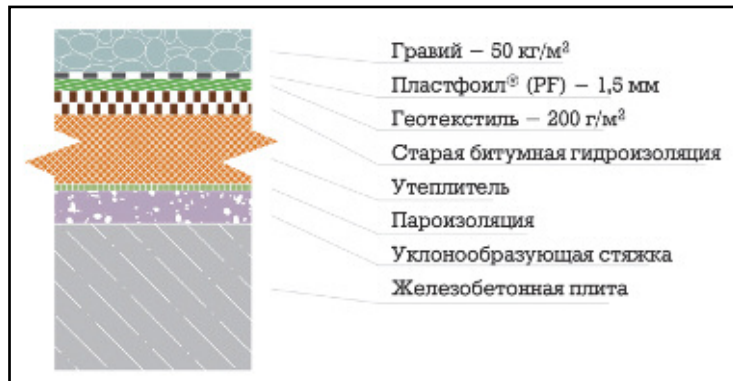 Гравий – 50 кг/м²
Пластфоил® (PF) – 1,5 мм
Геотекстиль – 200 г/м²
Старая битумная гидроизоляция
Утеплитель
Пароизоляция
Уклонообразующая стяжка
Железобетонная плита